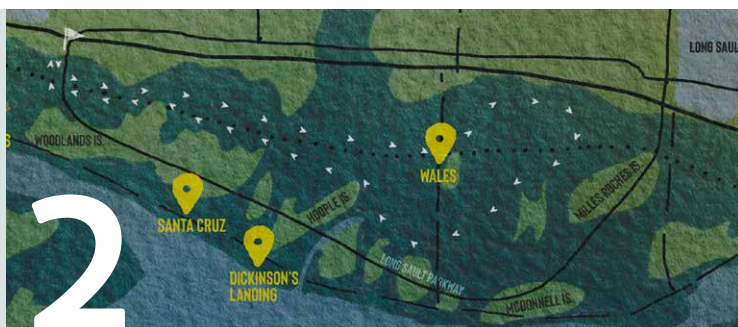 LONG SAUL
WOODLANDS IS.
S
WALES
MILLES ROCHES IS.
SANTA CRUZ
HOOPLE IS.
DICKINSON'S
LANDING
LONG SAULT PARKWAY
MCDONNELL IS.
2